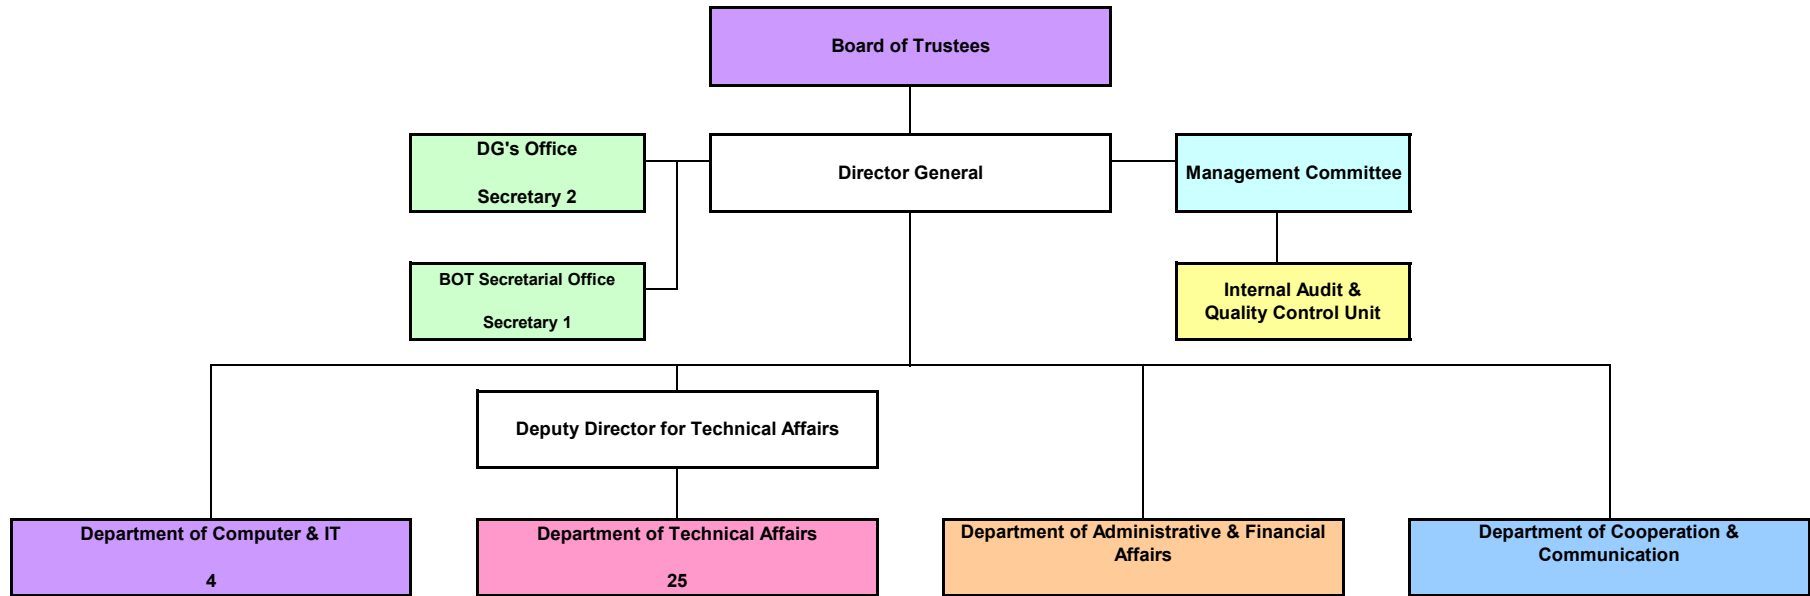 Board of Trustees
DG's Office
Secretary 2
Director General
Management Committee
BOT Secretarial Office
Secretary 1
Internal Audit &
Quality Control Unit
Deputy Director for Technical Affairs
Department of Computer & IT
4
Department of Technical Affairs
25
Department of Administrative & Financial
Affairs
Department of Cooperation &
Communication